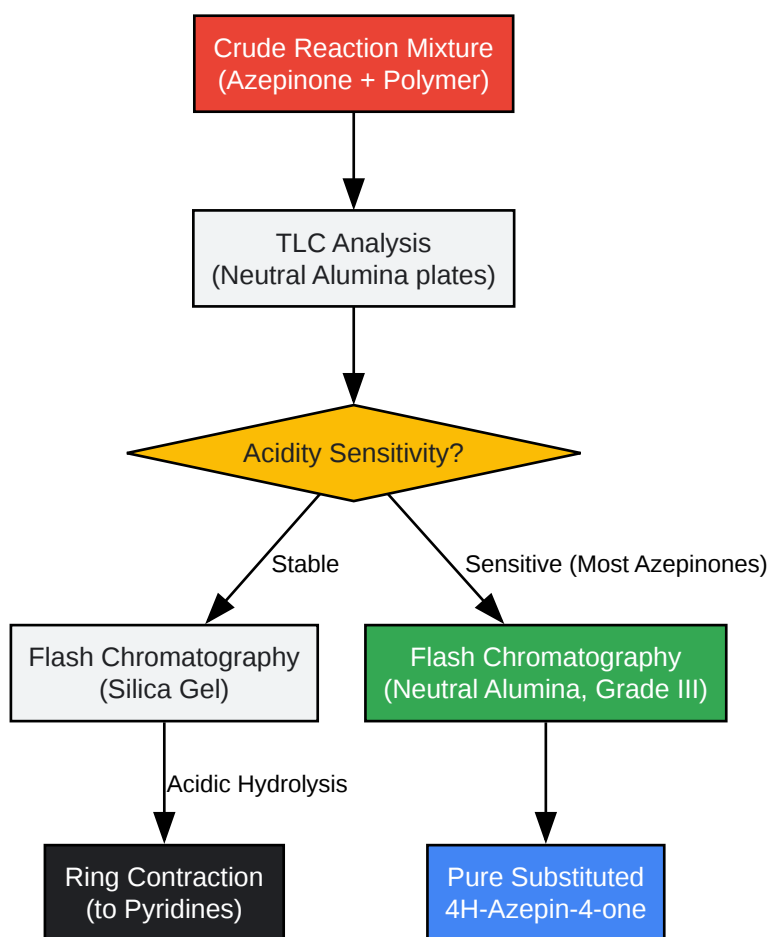 Crude Reaction Mixture
(Azepinone + Polymer)
TLC Analysis
(Neutral Alumina plates)
Acidity Sensitivity?
Stable
Sensitive (Most Azepinones)
Flash Chromatography
(Silica Gel)
Flash Chromatography
(Neutral Alumina, Grade III)
Acidic Hydrolysis
Ring Contraction
(to Pyridines)
Pure Substituted
4H-Azepin-4-one